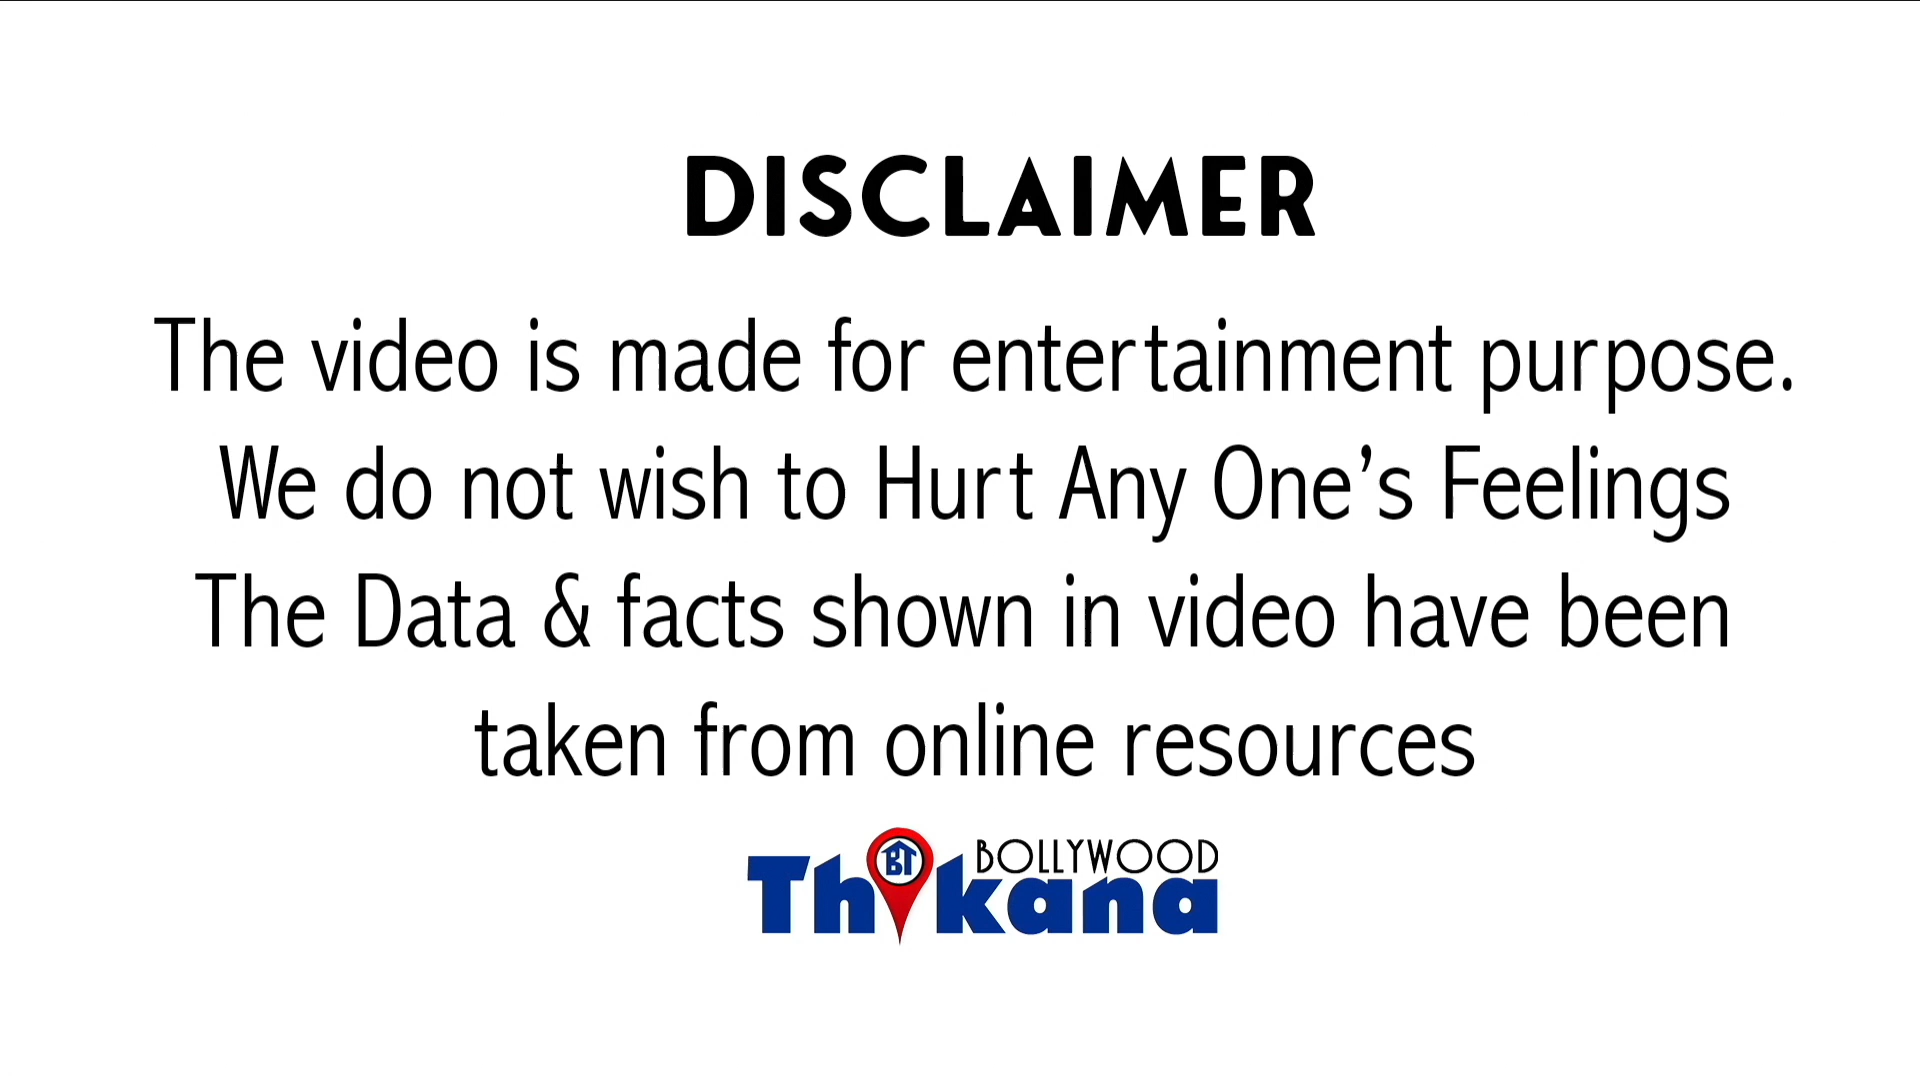 DISCLAIMER
The video is made for entertainment purpose.
We do not wish to Hurt Any One’s Feelings
The Data & facts shown in video have been
taken from online resources
BT
BOLLYWOOD
Thikana